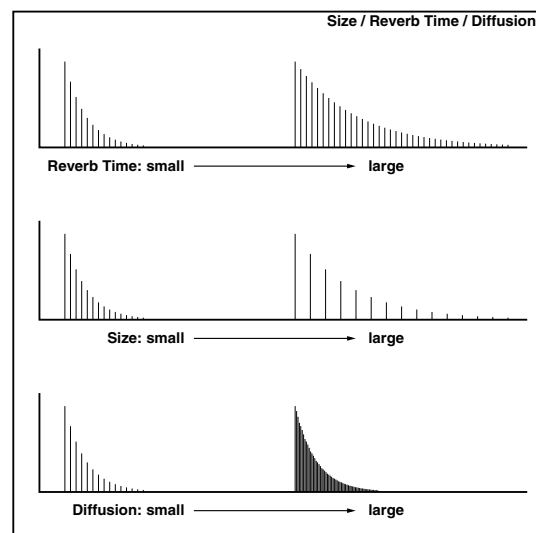 Size / Reverb Time / Diffusion
Reverb Time: small large
Size: small large
Diffusion: small large